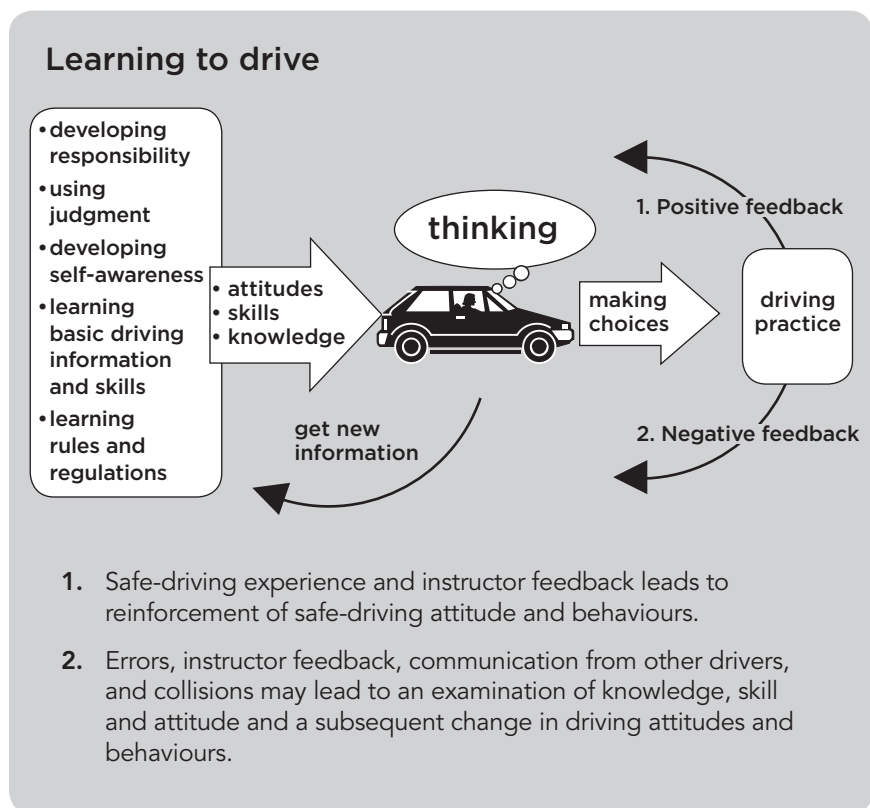 Learning to drive
•developing
responsibility
•using
judgment
•developing
self-awareness
•learning
basic driving
information
and skills
•learning
rules and
regulations
• attitudes
• skills
• knowledge
thinking
get new
information
making
choices
1. Positive feedback
driving
practice
2. Negative feedback
1. Safe-driving experience and instructor feedback leads to
reinforcement of safe-driving attitude and behaviours.
2. Errors, instructor feedback, communication from other drivers,
and collisions may lead to an examination of knowledge, skill
and attitude and a subsequent change in driving attitudes and
behaviours.